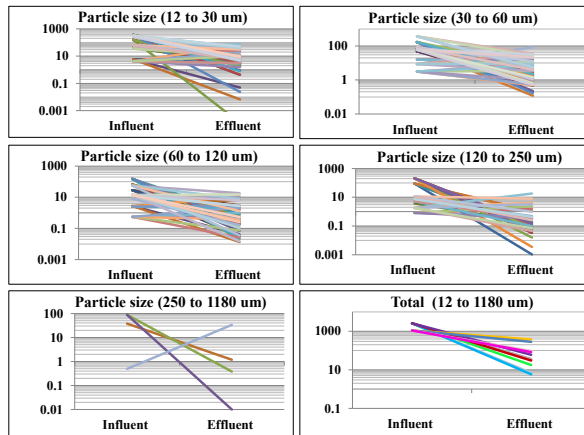 Particle size (12 to 30 um)
1000
10
0.1
0.001
Influent Effluent
Particle size (30 to 60 um)
100
1
0.01
Influent Effluent
Particle size (60 to 120 um)
1000
10
0.1
0.001
Influent Effluent
Particle size (120 to 250 um)
1000
10
0.1
0.001
Influent Effluent
Particle size (250 to 1180 um)
100
10
1
0.1
0.01
Influent Effluent
Total (12 to 1180 um)
1000
10
0.1
Influent Effluent